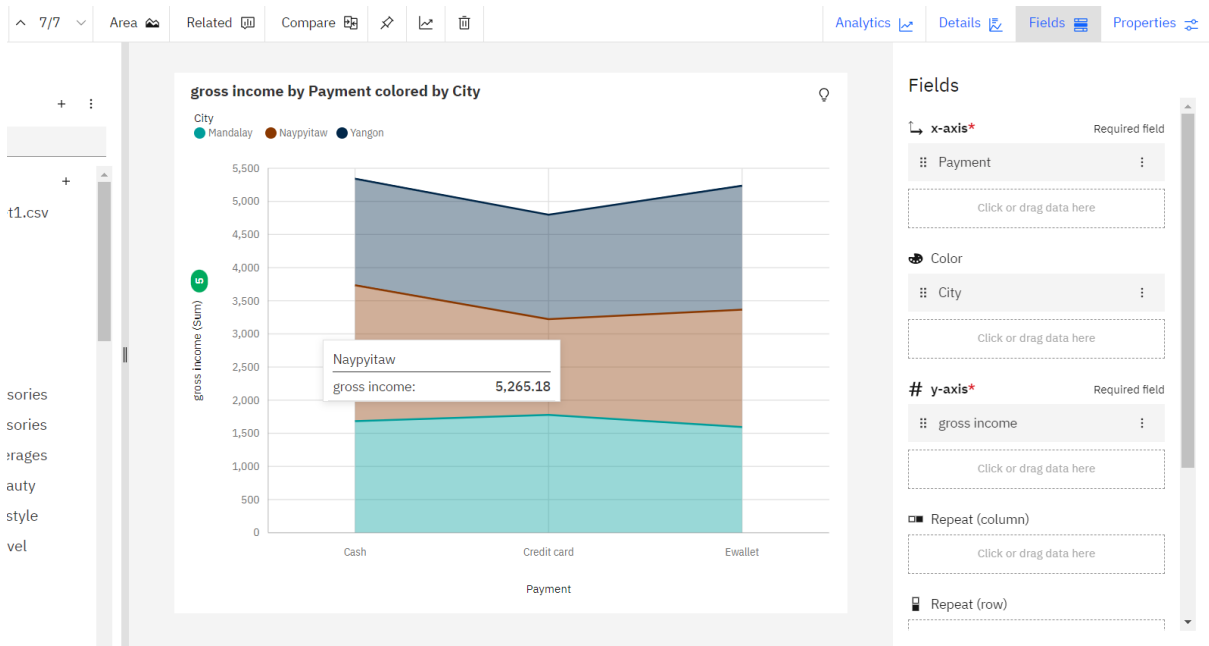 7/7 Area Related Compare Analytics Details Fields Properties
t1.csv
sories
sories
erages
auty
style
vel
gross income by Payment colored by City
City
Mandalay Naypyitaw Yangon
5,500
5,000
4,500
4,000
3,500
3,000
2,500
2,000
1,500
1,000
500
0
gross income (Sum) 5
Naypyitaw
gross income: 5,265.18
Cash Credit card Ewallet
Payment
Fields
x-axis* Required field
Payment
Click or drag data here
Color
City
Click or drag data here
# y-axis* Required field
gross income
Click or drag data here
Repeat (column)
Click or drag data here
Repeat (row)